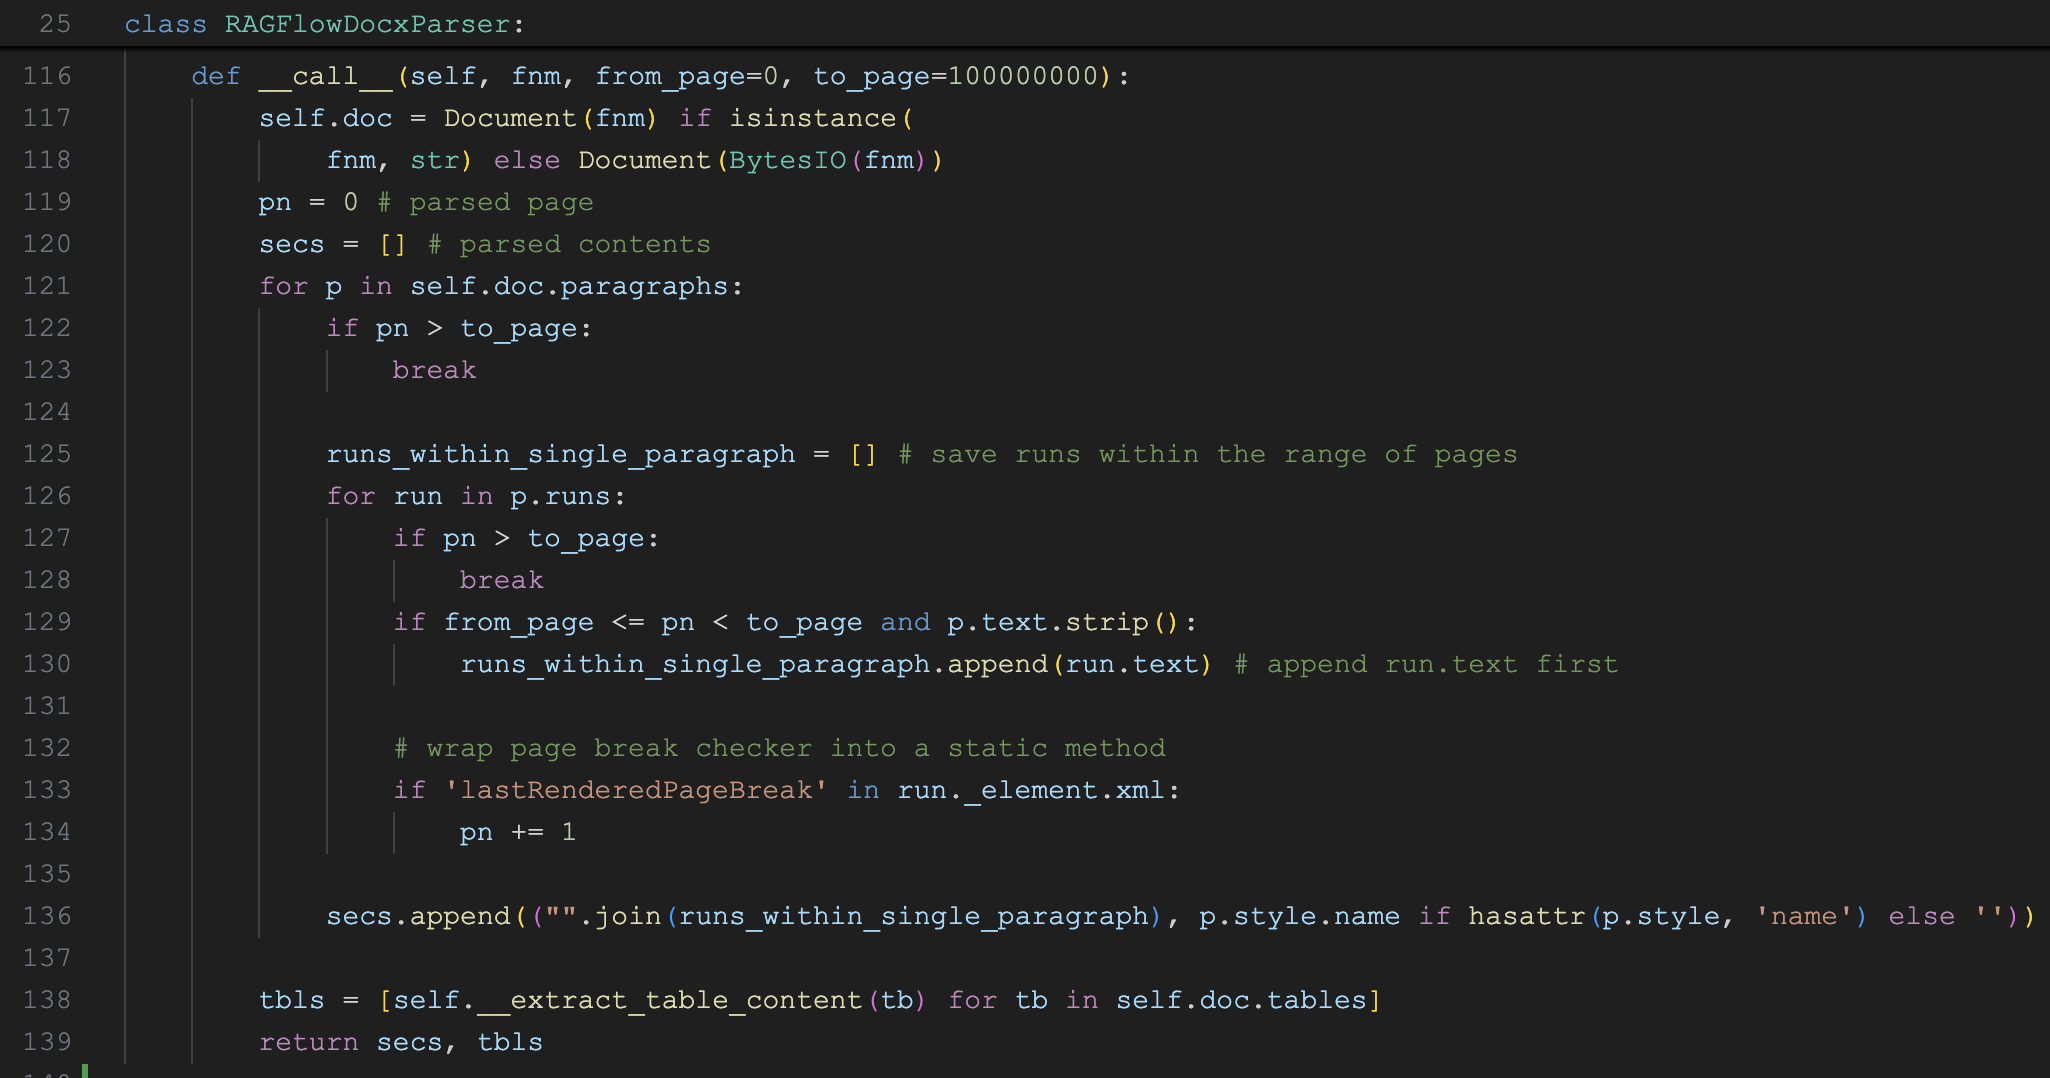 25 class RAGFlowDocxParser:
116 def __call__(self, fnm, from_page=0, to_page=100000000):
117 self.doc = Document(fnm) if isinstance(
118 fnm, str) else Document(BytesIO(fnm))
119 pn = 0 # parsed page
120 secs = [] # parsed contents
121 for p in self.doc.paragraphs:
122 if pn > to_page:
123 break
124
125 runs_within_single_paragraph = [] # save runs within the range of pages
126 for run in p.runs:
127 if pn > to_page:
128 break
129 if from_page <= pn < to_page and p.text.strip():
130 runs_within_single_paragraph.append(run.text) # append run.text first
131
132 # wrap page break checker into a static method
133 if 'lastRenderedPageBreak' in run._element.xml:
134 pn += 1
135
136 secs.append(("".join(runs_within_single_paragraph), p.style.name if hasattr(p.style, 'name') else ''))
137
138 tbls = [self.__extract_table_content(tb) for tb in self.doc.tables]
139 return secs, tbls